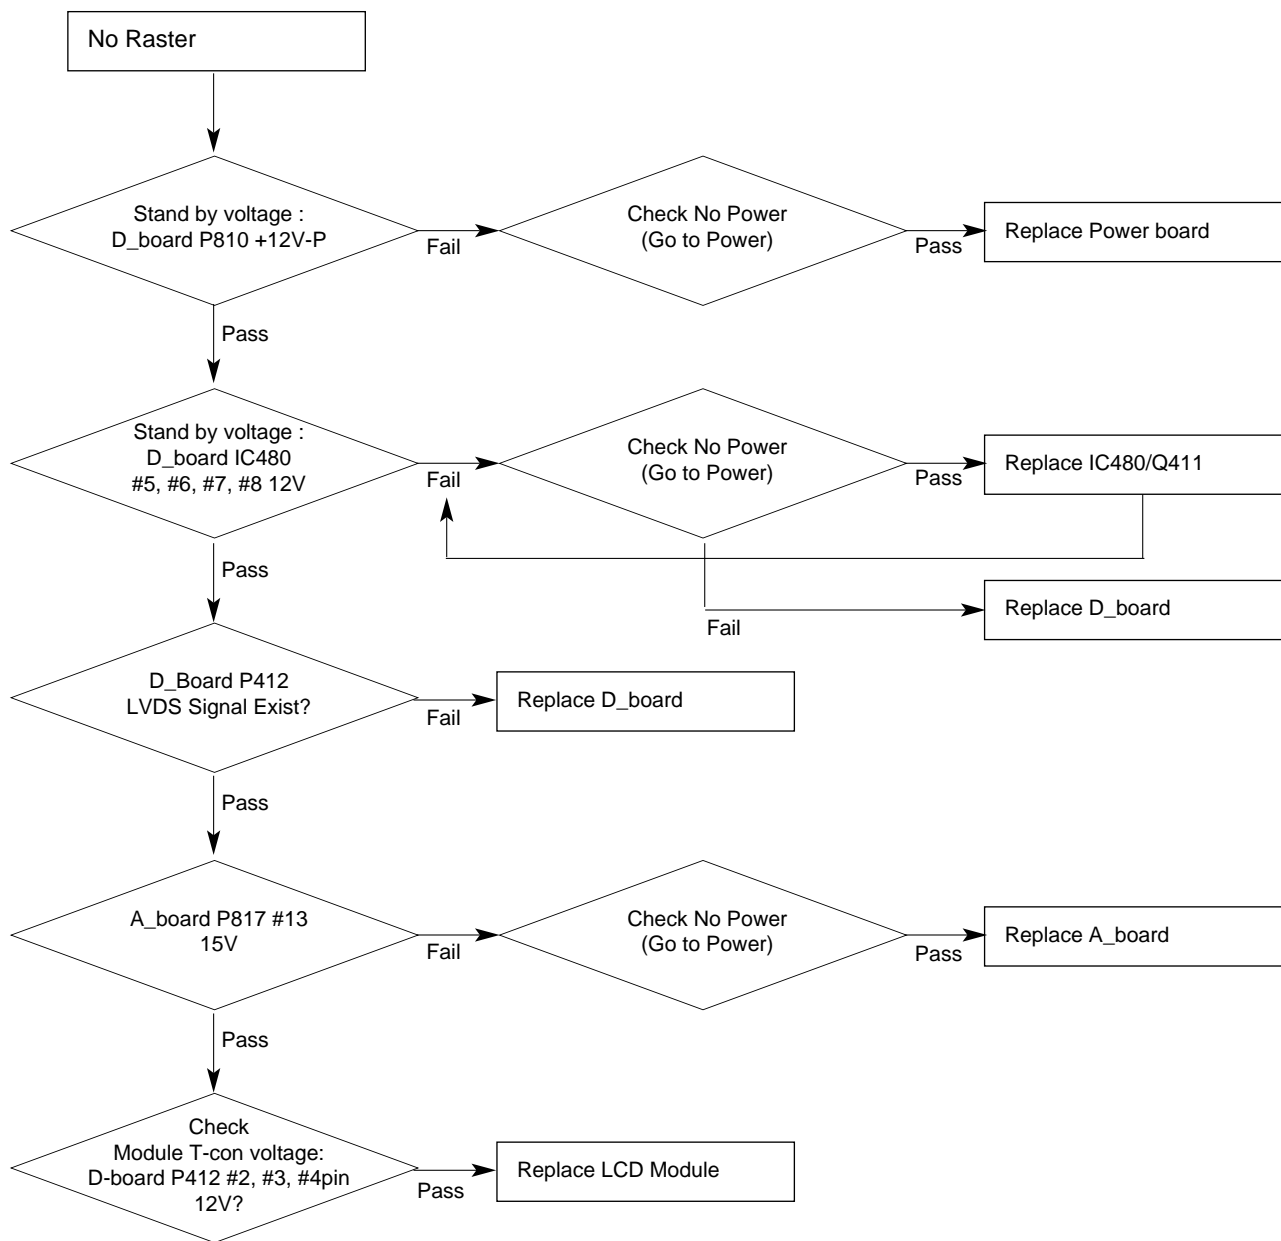 No Raster
Stand by voltage :
D_board P810 +12V-P
Fail
Check No Power
(Go to Power)
Pass
Replace Power board
Pass
Stand by voltage :
D_board IC480
#5, #6, #7, #8 12V
Fail
Check No Power
(Go to Power)
Pass
Replace IC480/Q411
Pass
Fail
Replace D_board
D_Board P412
LVDS Signal Exist?
Fail
Replace D_board
Pass
A_board P817 #13
15V
Fail
Check No Power
(Go to Power)
Pass
Replace A_board
Pass
Check
Module T-con voltage:
D-board P412 #2, #3, #4pin
12V?
Pass
Replace LCD Module